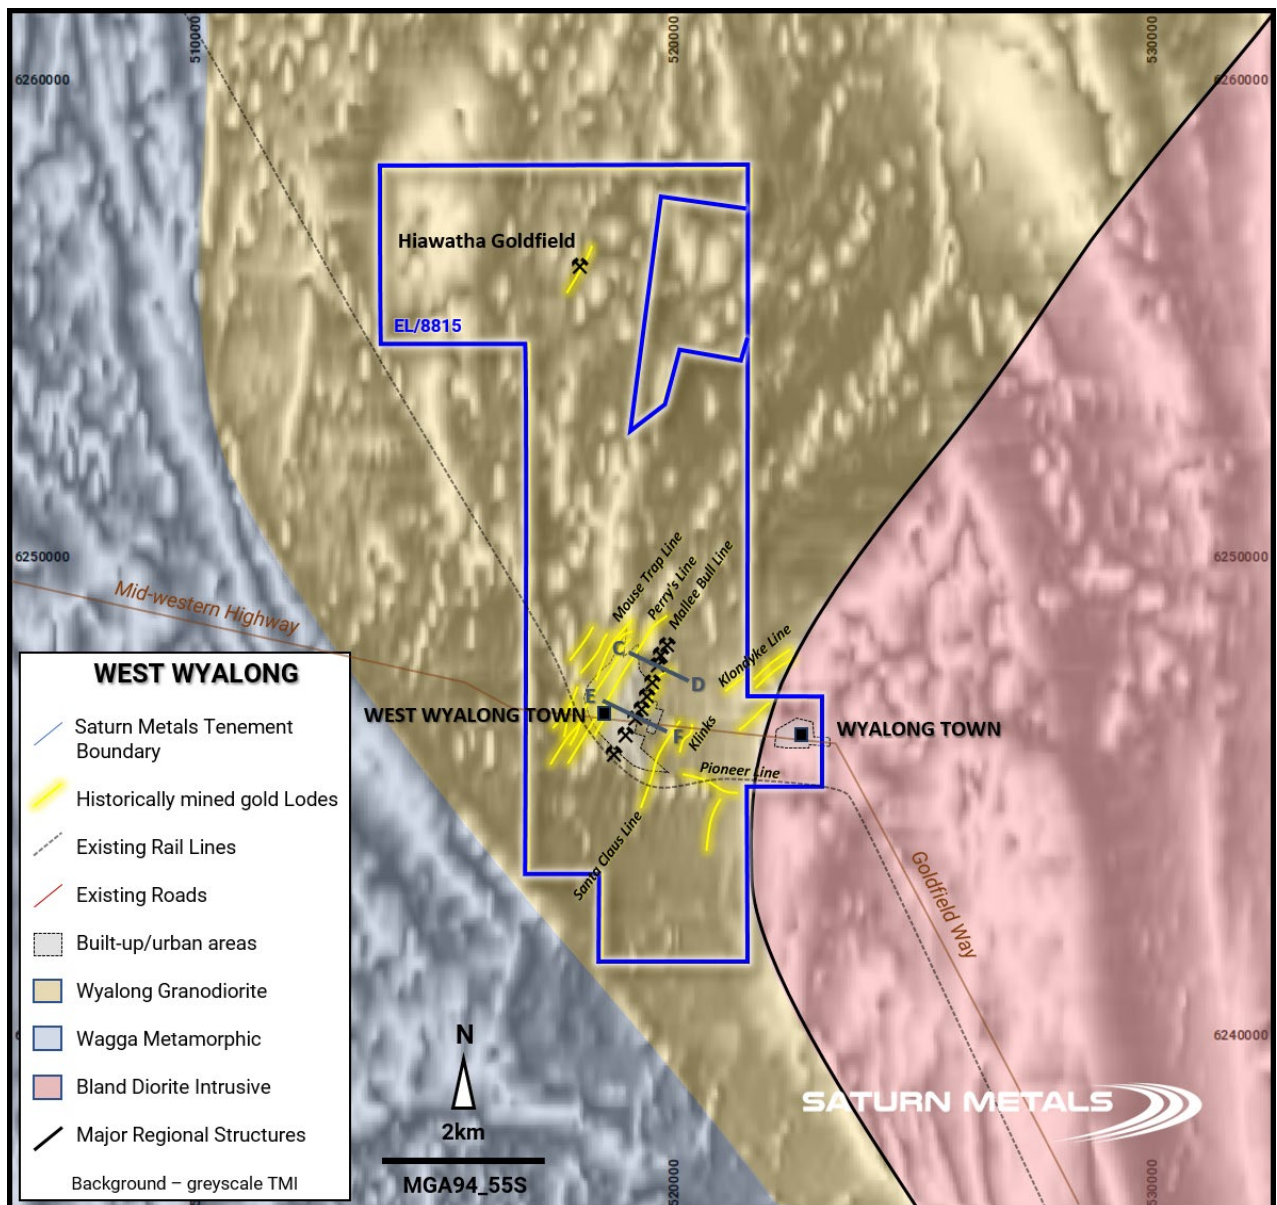 510000
520000
530000
6260000
6260000
Hiawatha Goldfield
EL/8815
6250000
6250000
Mid-western Highway
Mouse Trap Line
Perry's Line
Mallee Bull Line
Klondyke Line
C
D
E
F
WEST WYALONG TOWN
WYALONG TOWN
Klinks
Pioneer Line
Santa Claus Line
Goldfield Way
WEST WYALONG
Saturn Metals Tenement
Boundary
Historically mined gold Lodes
Existing Rail Lines
Existing Roads
Built-up/urban areas
Wyalong Granodiorite
Wagga Metamorphic
Bland Diorite Intrusive
Major Regional Structures
Background – greyscale TMI
N
2km
MGA94_55S
6240000
SATURN METALS
520000
530000